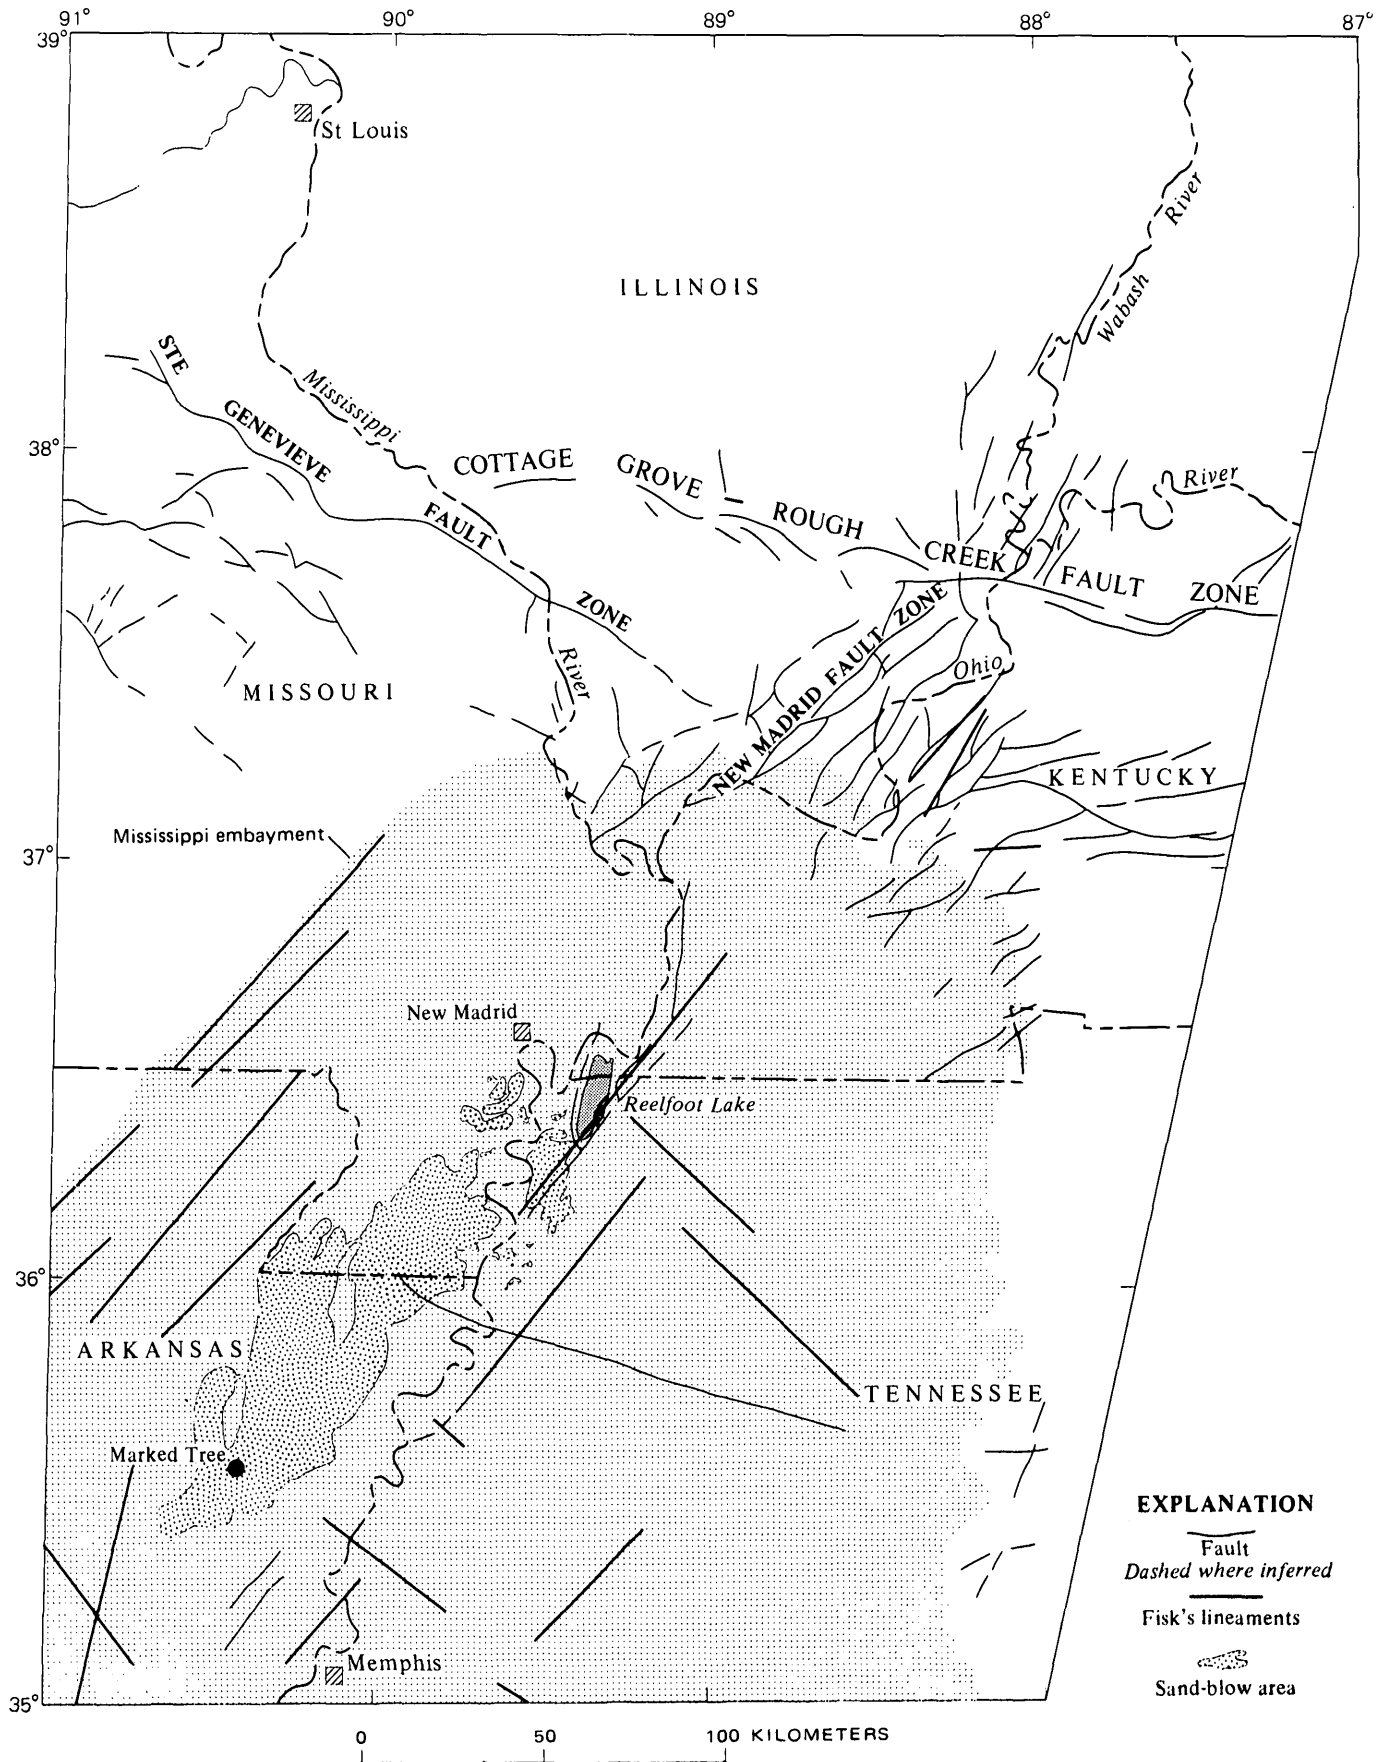 91° 90° 89° 88° 87°
39°
St Louis
River
ILLINOIS
Wabash
STE
Mississippi
GENEVIEVE
38°
COTTAGE
GROVE
River
FAULT
ROUGH
CREEK
FAULT
ZONE
ZONE
NEW MADRID FAULT ZONE
River
Ohio
MISSOURI
KENTUCKY
Mississippi embayment
37°
New Madrid
Reelfoot Lake
36°
ARKANSAS
TENNESSEE
Marked Tree
EXPLANATION
Fault
Dashed where inferred
Fisk's lineaments
Memphis
Sand-blow area
35°
0 50 100 KILOMETERS